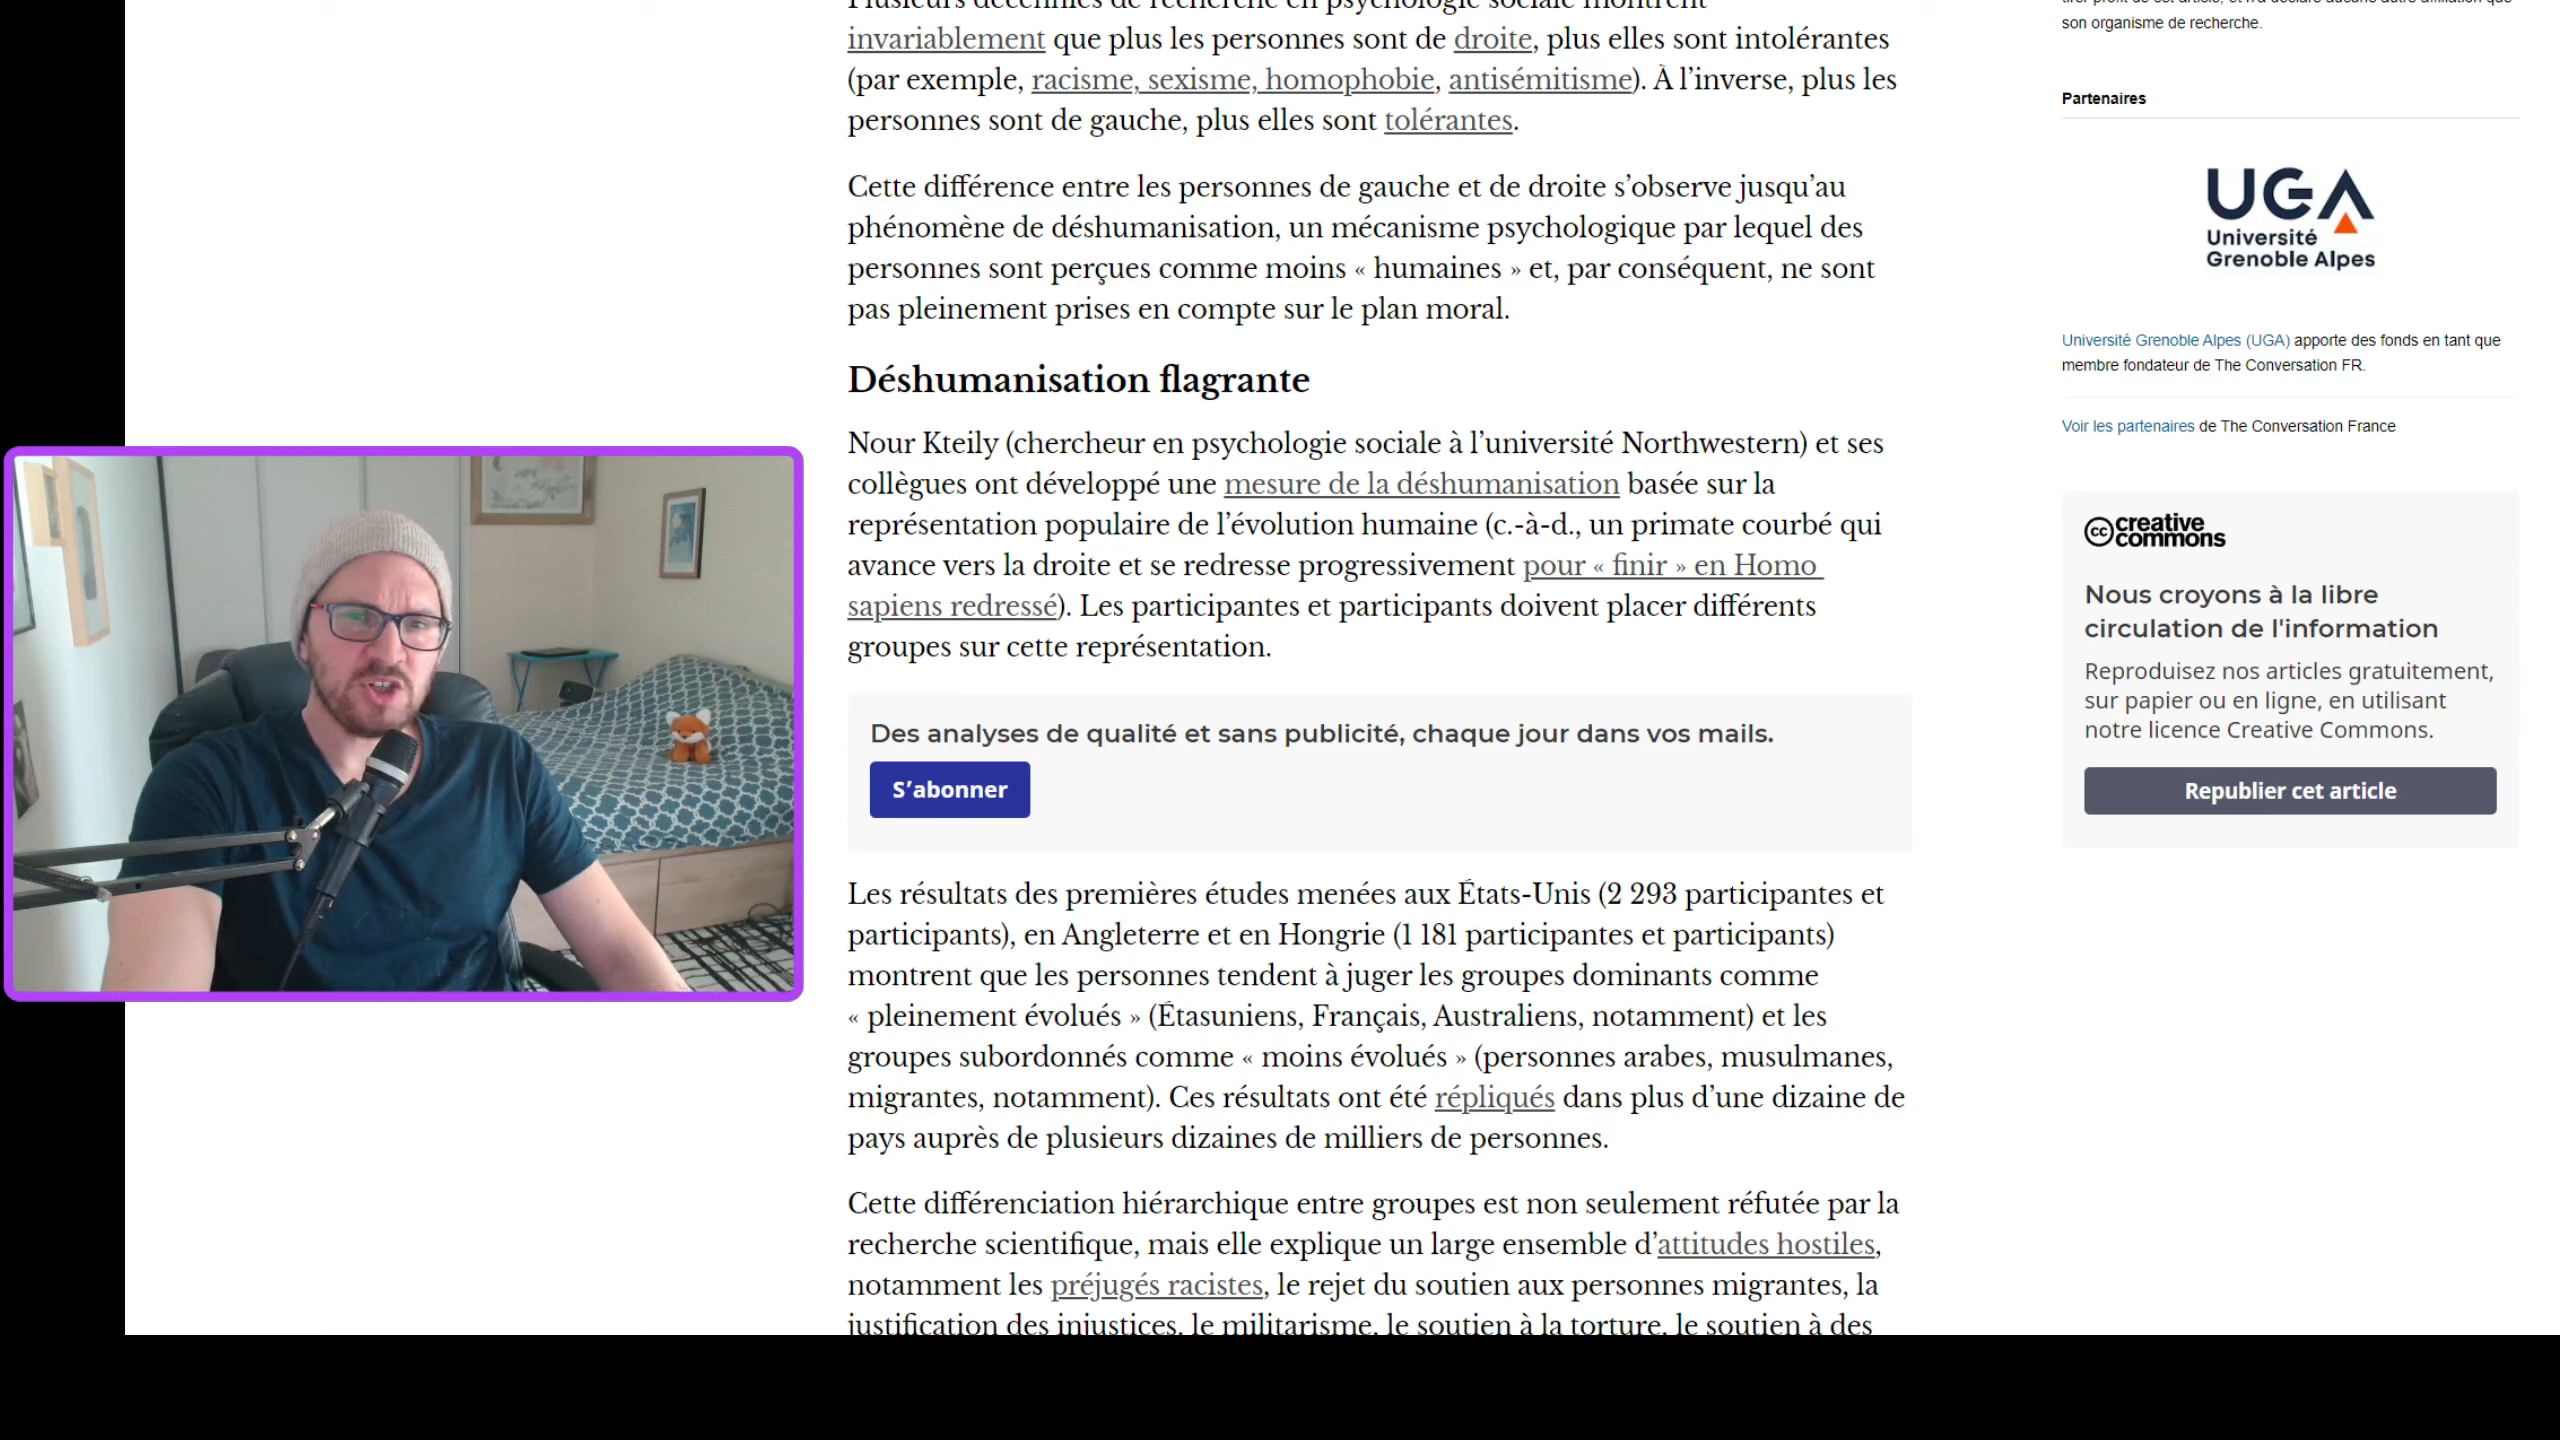 invariablement que plus les personnes sont de droite, plus elles sont intolérantes
(par exemple, racisme, sexisme, homophobie, antisémitisme). À l’inverse, plus les
personnes sont de gauche, plus elles sont tolérantes.
Cette différence entre les personnes de gauche et de droite s’observe jusqu’au
phénomène de déshumanisation, un mécanisme psychologique par lequel des
personnes sont perçues comme moins « humaines » et, par conséquent, ne sont
pas pleinement prises en compte sur le plan moral.
Déshumanisation flagrante
Nour Kteily (chercheur en psychologie sociale à l’université Northwestern) et ses
collègues ont développé une mesure de la déshumanisation basée sur la
représentation populaire de l’évolution humaine (c.-à-d., un primate courbé qui
avance vers la droite et se redresse progressivement pour « finir » en Homo
sapiens redressé). Les participantes et participants doivent placer différents
groupes sur cette représentation.
Des analyses de qualité et sans publicité, chaque jour dans vos mails.
S’abonner
Les résultats des premières études menées aux États-Unis (2 293 participantes et
participants), en Angleterre et en Hongrie (1 181 participantes et participants)
montrent que les personnes tendent à juger les groupes dominants comme
« pleinement évolués » (Étasuniens, Français, Australiens, notamment) et les
groupes subordonnés comme « moins évolués » (personnes arabes, musulmanes,
migrantes, notamment). Ces résultats ont été répliqués dans plus d’une dizaine de
pays auprès de plusieurs dizaines de milliers de personnes.
Cette différenciation hiérarchique entre groupes est non seulement réfutée par la
recherche scientifique, mais elle explique un large ensemble d’attitudes hostiles,
notamment les préjugés racistes, le rejet du soutien aux personnes migrantes, la
justification des injustices, le militarisme, le soutien à la torture, le soutien à des
son organisme de recherche.
Partenaires
UGA
Université
Grenoble Alpes
Université Grenoble Alpes (UGA) apporte des fonds en tant que
membre fondateur de The Conversation FR.
Voir les partenaires de The Conversation France
cc creative
commons
Nous croyons à la libre
circulation de l'information
Reproduisez nos articles gratuitement,
sur papier ou en ligne, en utilisant
notre licence Creative Commons.
Republier cet article